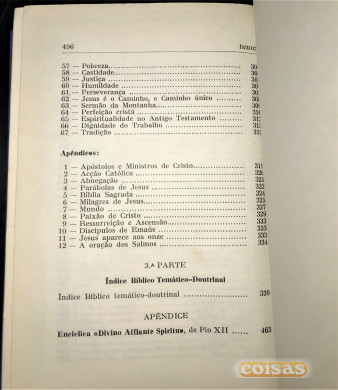 496
INDIC
57 — Pobreza
58 — Castidade
59 — Justiça
60 — Humildade
61 — Perseverança
62 — Jesus é o Caminho, e Caminho único
63 — Sermão da Montanha
64 — Perfeição cristã
65 — Espiritualidade no Antigo Testamento
66 — Dignidade do Trabalho
67 — Tradição
Apêndices:
1 — Apóstolos e Ministros de Cristo
2 — Acção Católica
3 — Abnegação
4 — Parábolas de Jesus
5 — Bíblia Sagrada
6 — Milagres de Jesus
7 — Mundo
8 — Paixão de Cristo
9 — Ressurreição e Ascensão
10 — Discípulos de Emaús
11 — Jesus aparece aos onze
12 — A oração dos Salmos 334
3.ª PARTE
Índice Bíblico Temático-Doutrinal
Índice Bíblico temático-doutrinal 339
APÊNDICE
Encíclica «Divino Afflante Spiritu», de Pio XII 463
coisas